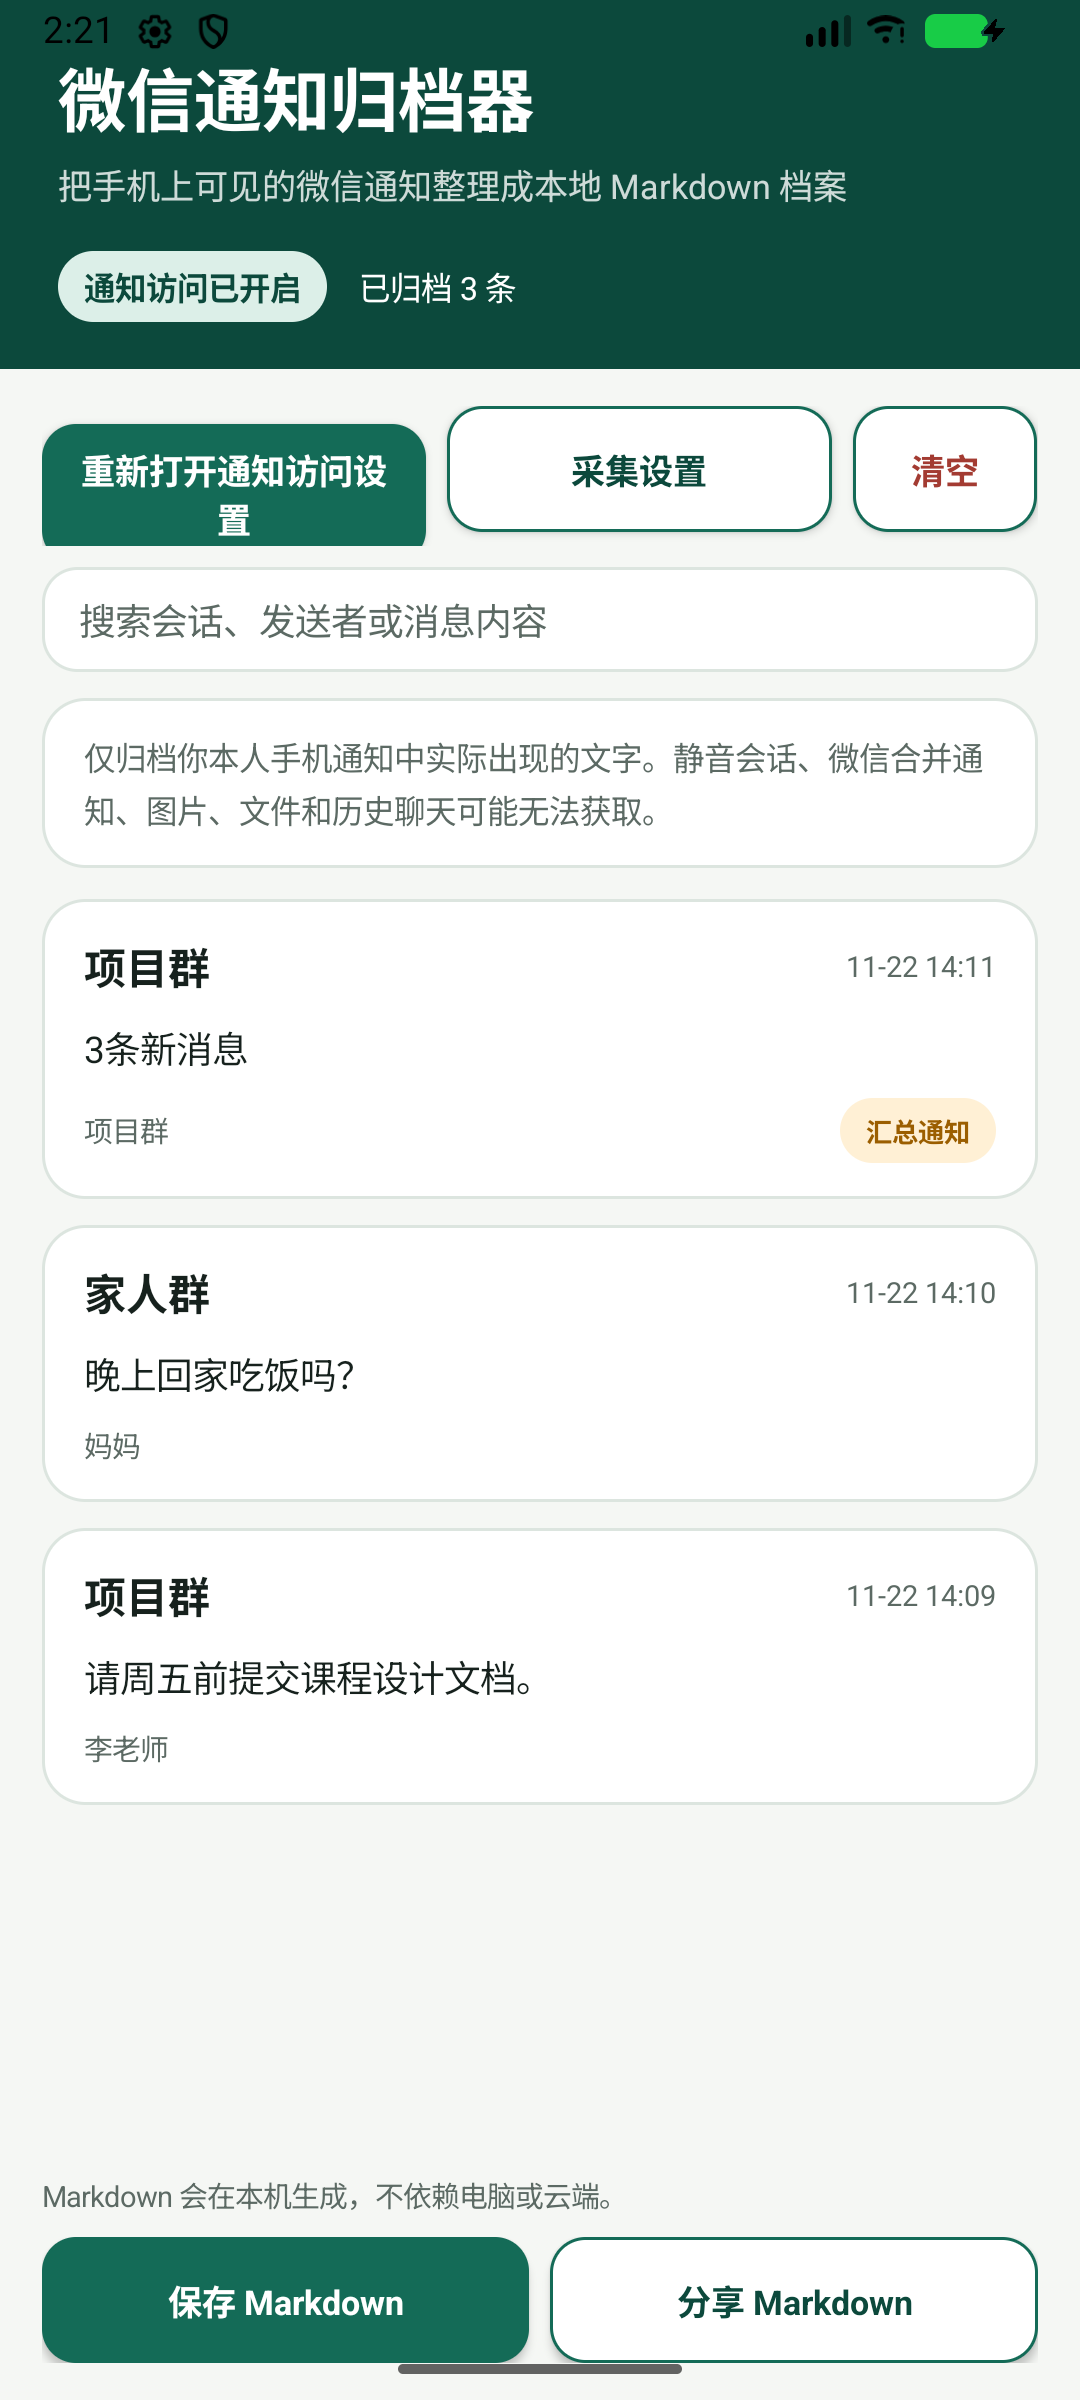 2:21
微信通知归档器
把手机上可见的微信通知整理成本地 Markdown 档案
通知访问已开启
已归档 3 条
重新打开通知访问设
置
采集设置
清空
搜索会话、发送者或消息内容
仅归档你本人手机通知中实际出现的文字。静音会话、微信合并通
知、图片、文件和历史聊天可能无法获取。
项目群
11-22 14:11
3条新消息
项目群
汇总通知
家人群
11-22 14:10
晚上回家吃饭吗？
妈妈
项目群
11-22 14:09
请周五前提交课程设计文档。
李老师
Markdown 会在本机生成，不依赖电脑或云端。
保存 Markdown
分享 Markdown